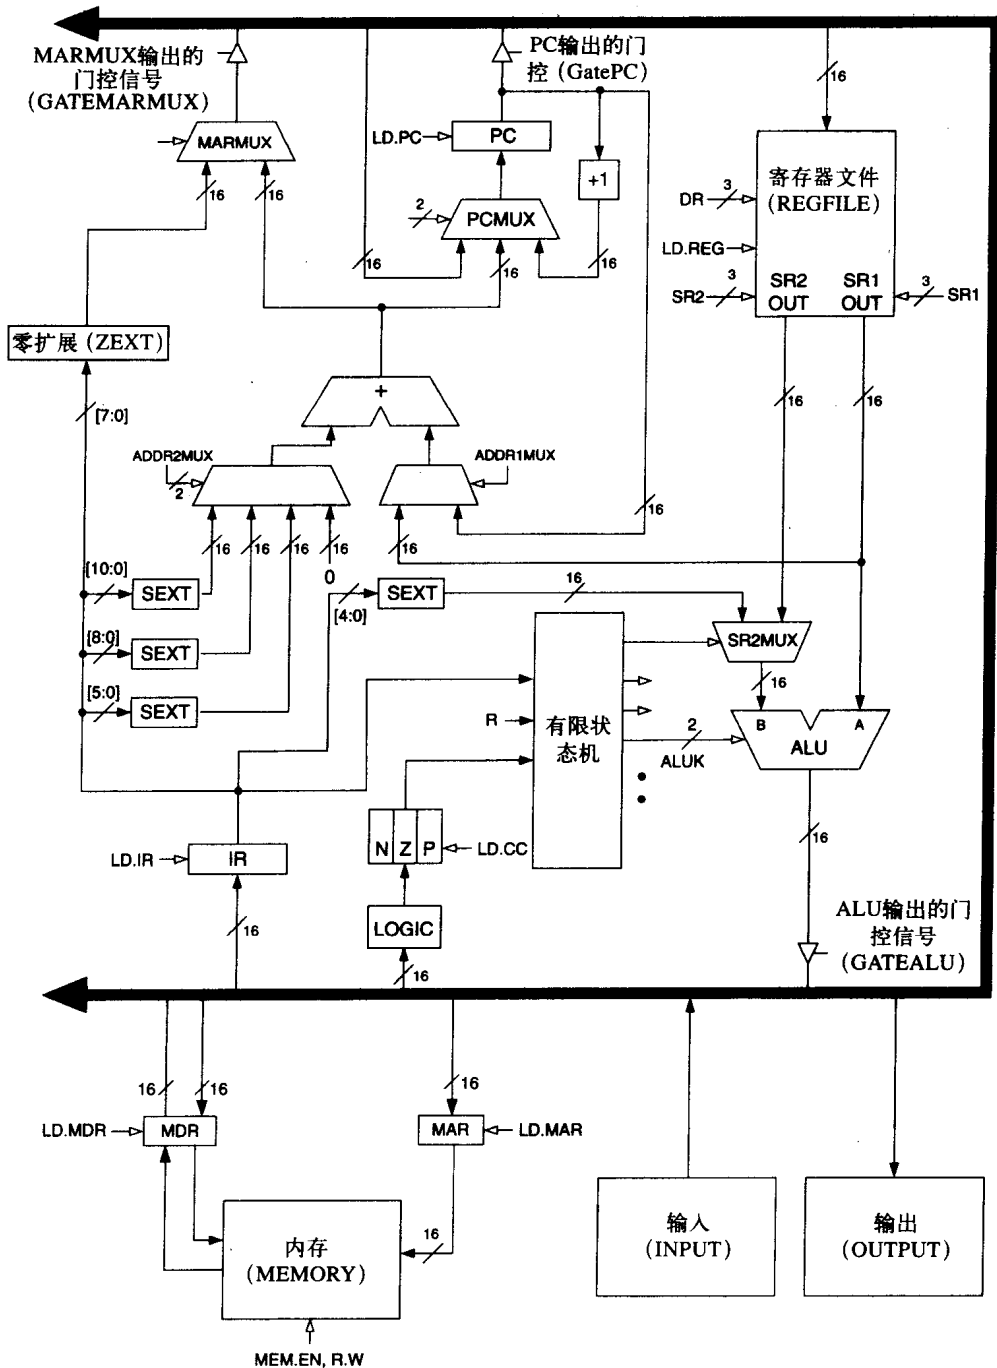 MARMUX输出的
门控信号
(GATEMARMUX)
PC输出的门
控 (GatePC)
16
LD.PC
PC
MARMUX
+1
寄存器文件
(REGFILE)
DR
3
16
16
2
PCMUX
LD.REG
16
16
16
SR2
3
SR2
OUT
SR1
OUT
3
SR1
零扩展 (ZEXT)
+
16
16
[7:0]
ADDR2MUX
2
ADDR1MUX
16
16
16
16
16
16
0
[10:0]
SEXT
[4:0]
SEXT
16
[8:0]
SEXT
SR2MUX
16
[5:0]
SEXT
R
有限状
态机
2
ALUK
B
A
ALU
16
N Z P
LD.CC
LD.IR
IR
16
LOGIC
16
ALU输出的门
控信号
(GATEALU)
16
16
16
LD.MDR
MDR
MAR
LD.MAR
16
内存
(MEMORY)
输入
(INPUT)
输出
(OUTPUT)
MEM.EN, R.W